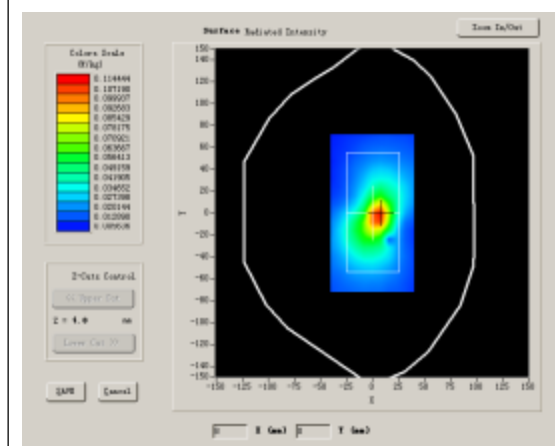 Surface Radiated Intensity
Zoom In/Out
Colors Scale
(W/kg)
0.114444
0.107190
0.099937
0.092683
0.085429
0.078175
0.070921
0.063667
0.056413
0.049159
0.041905
0.034652
0.027398
0.020144
0.012890
150
140
120
100
80
60
40
20
0
-20
-40
-60
-80
-100
-120
-140
-150
Y
-150 -125 -100 -75 -50 -25 0 25 50 75 100 125 150
X
Z-Cuts Control
<< Upper Cut
Z = 4.0 mm
Lower Cut >>
SAVE
Cancel
0 X (mm) 0 Y (mm)